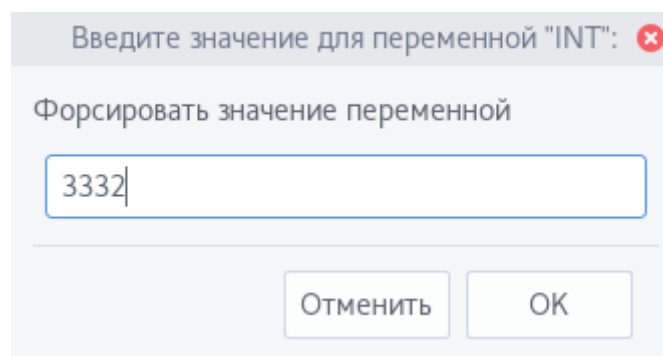 Введите значение для переменной "INT":
Форсировать значение переменной
3332
Отменить
OK